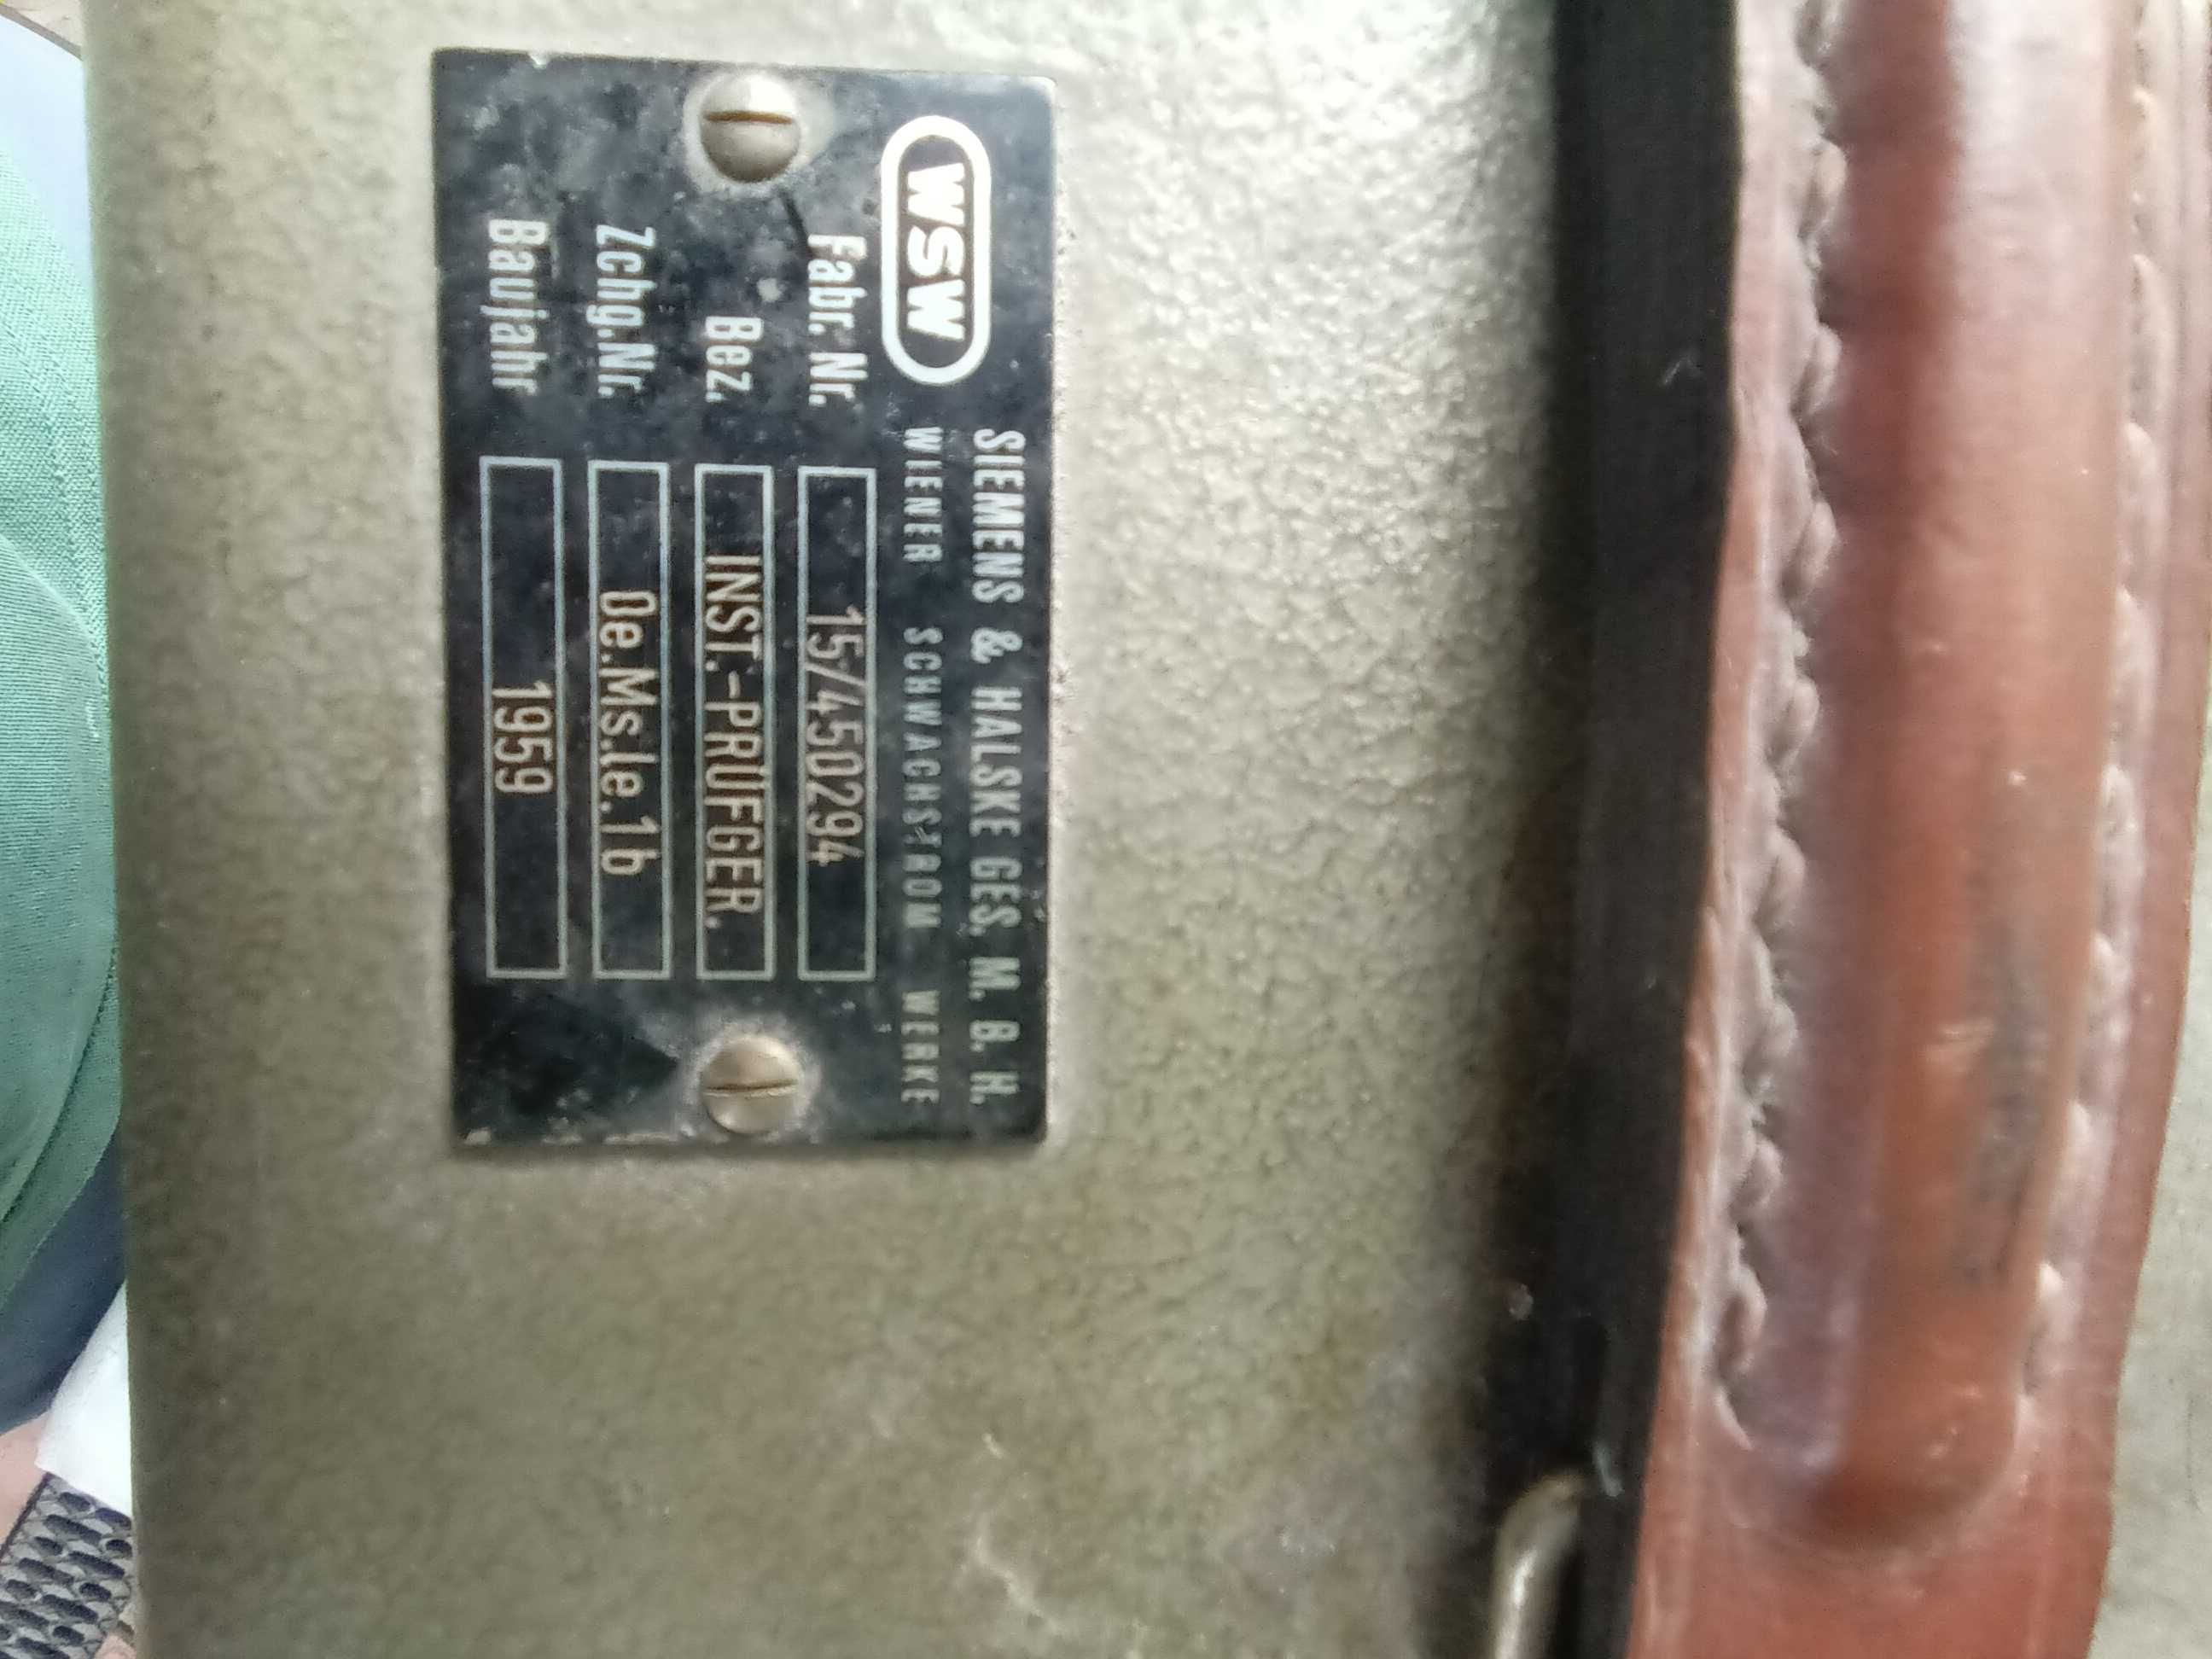 WSW
SIEMENS & HALSKE GES. M. B. H.
WIENER SCHWACHSTROM WERKE
Fabr. Nr. 15/450294
Bez. INST.-PRÜFGER.
Zchg.Nr. De.Ms.le.1b
Baujahr 1959